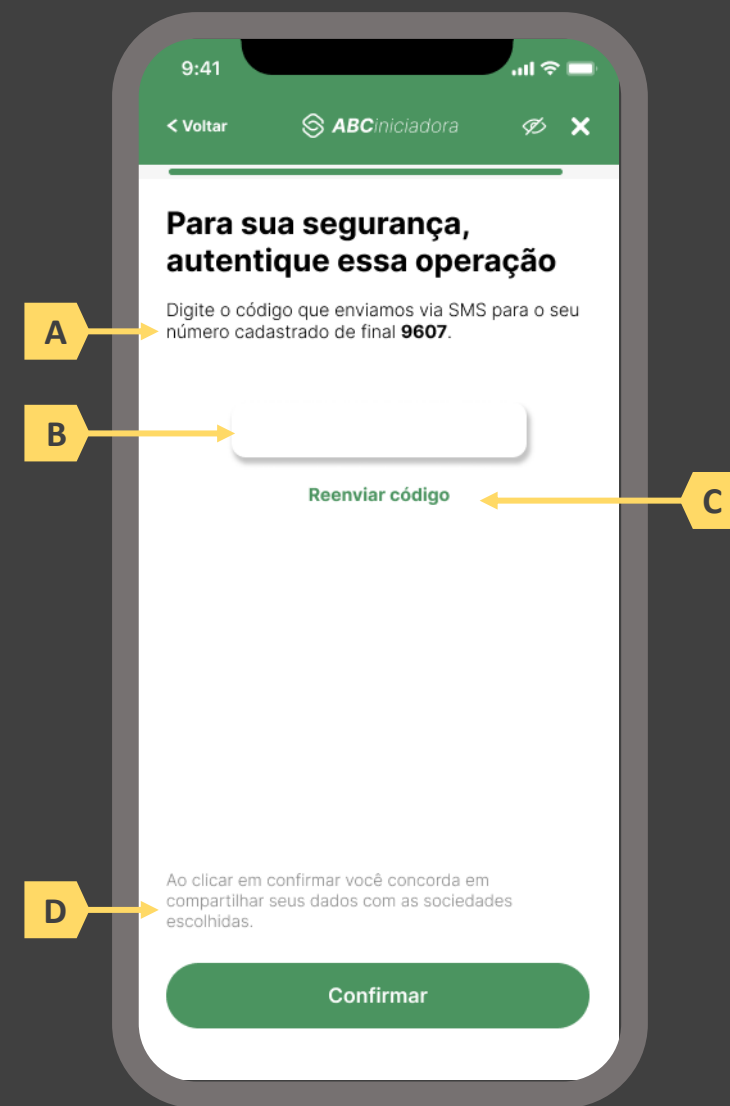 9:41
< Voltar ABCiniciadora
Para sua segurança,
autentique essa operação
Digite o código que enviamos via SMS para o seu
A
número cadastrado de final 9607.
B
Reenviar código
C
Ao clicar em confirmar você concorda em
D
compartilhar seus dados com as sociedades
escolhidas.
Confirmar